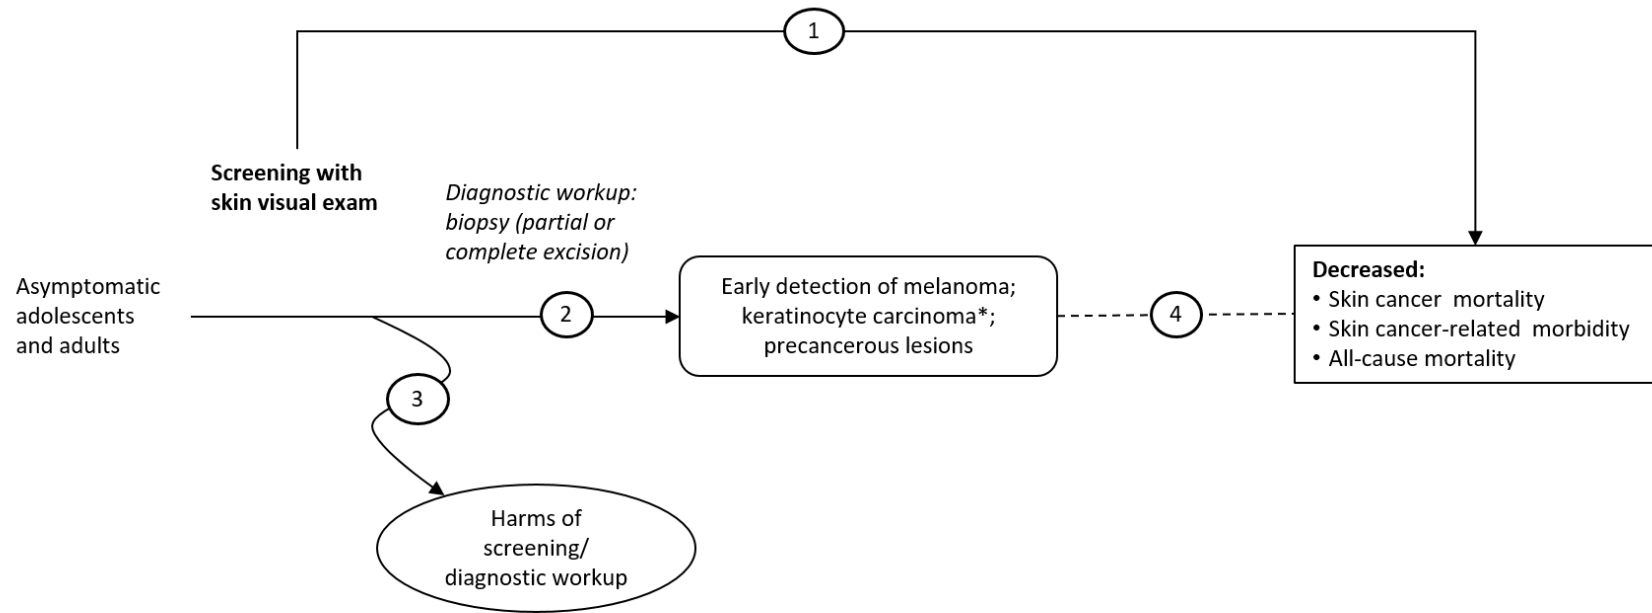 1
Screening with
skin visual exam
Diagnostic workup:
biopsy (partial or
complete excision)
Asymptomatic
adolescents
and adults
2
Early detection of melanoma;
keratinocyte carcinoma*;
precancerous lesions
4
Decreased:
• Skin cancer mortality
• Skin cancer-related morbidity
• All-cause mortality
3
Harms of
screening/
diagnostic workup